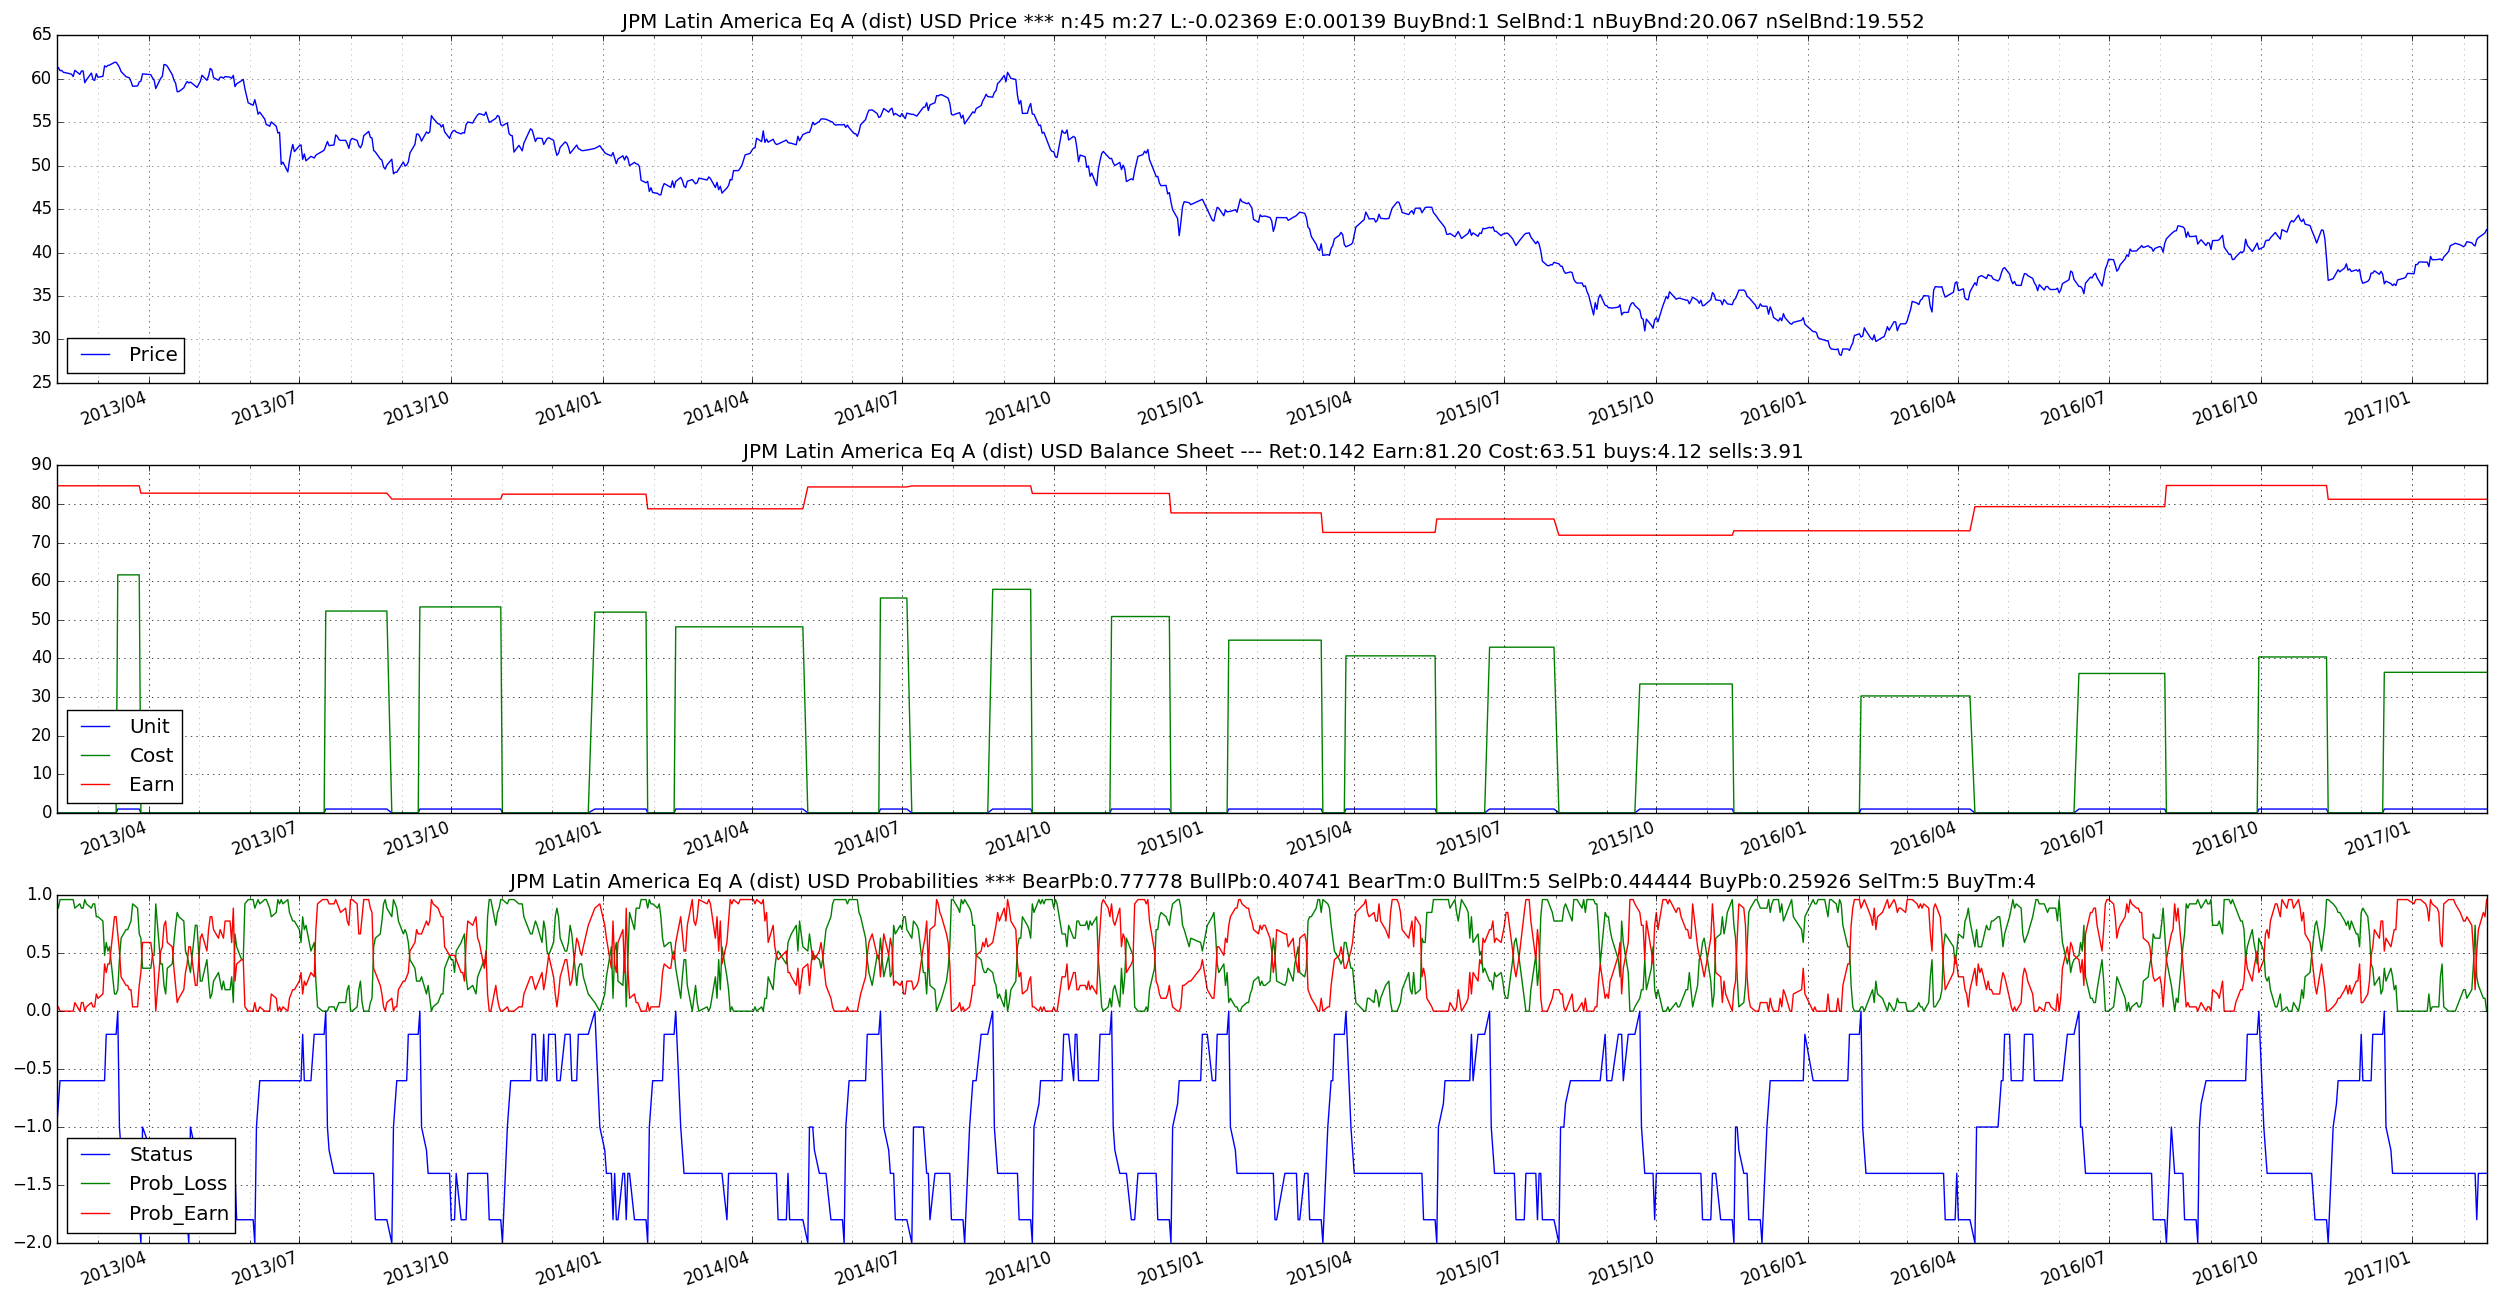 JPM Latin America Eq A (dist) USD Price *** n:45 m:27 L:-0.02369 E:0.00139 BuyBnd:1 SelBnd:1 nBuyBnd:20.067 nSelBnd:19.552
65
60
55
50
45
40
35
30
25
Price
2013/04 2013/07 2013/10 2014/01 2014/04 2014/07 2014/10 2015/01 2015/04 2015/07 2015/10 2016/01 2016/04 2016/07 2016/10 2017/01
JPM Latin America Eq A (dist) USD Balance Sheet --- Ret:0.142 Earn:81.20 Cost:63.51 buys:4.12 sells:3.91
90
80
70
60
50
40
30
20
10
0
Unit
Cost
Earn
2013/04 2013/07 2013/10 2014/01 2014/04 2014/07 2014/10 2015/01 2015/04 2015/07 2015/10 2016/01 2016/04 2016/07 2016/10 2017/01
JPM Latin America Eq A (dist) USD Probabilities *** BearPb:0.77778 BullPb:0.40741 BearTm:0 BullTm:5 SelPb:0.44444 BuyPb:0.25926 SelTm:5 BuyTm:4
1.0
0.5
0.0
−0.5
−1.0
−1.5
−2.0
Status
Prob_Loss
Prob_Earn
2013/04 2013/07 2013/10 2014/01 2014/04 2014/07 2014/10 2015/01 2015/04 2015/07 2015/10 2016/01 2016/04 2016/07 2016/10 2017/01